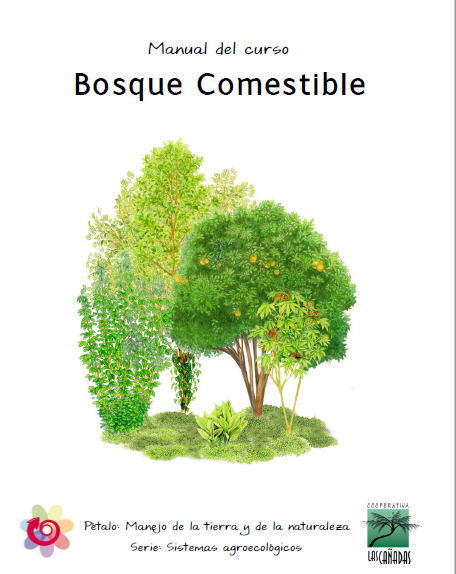 Manual del curso
Bosque Comestible
Pétalo: Manejo de la tierra y de la naturaleza
Serie: Sistemas agroecológicos
COOPERATIVA
LAS CAÑADAS